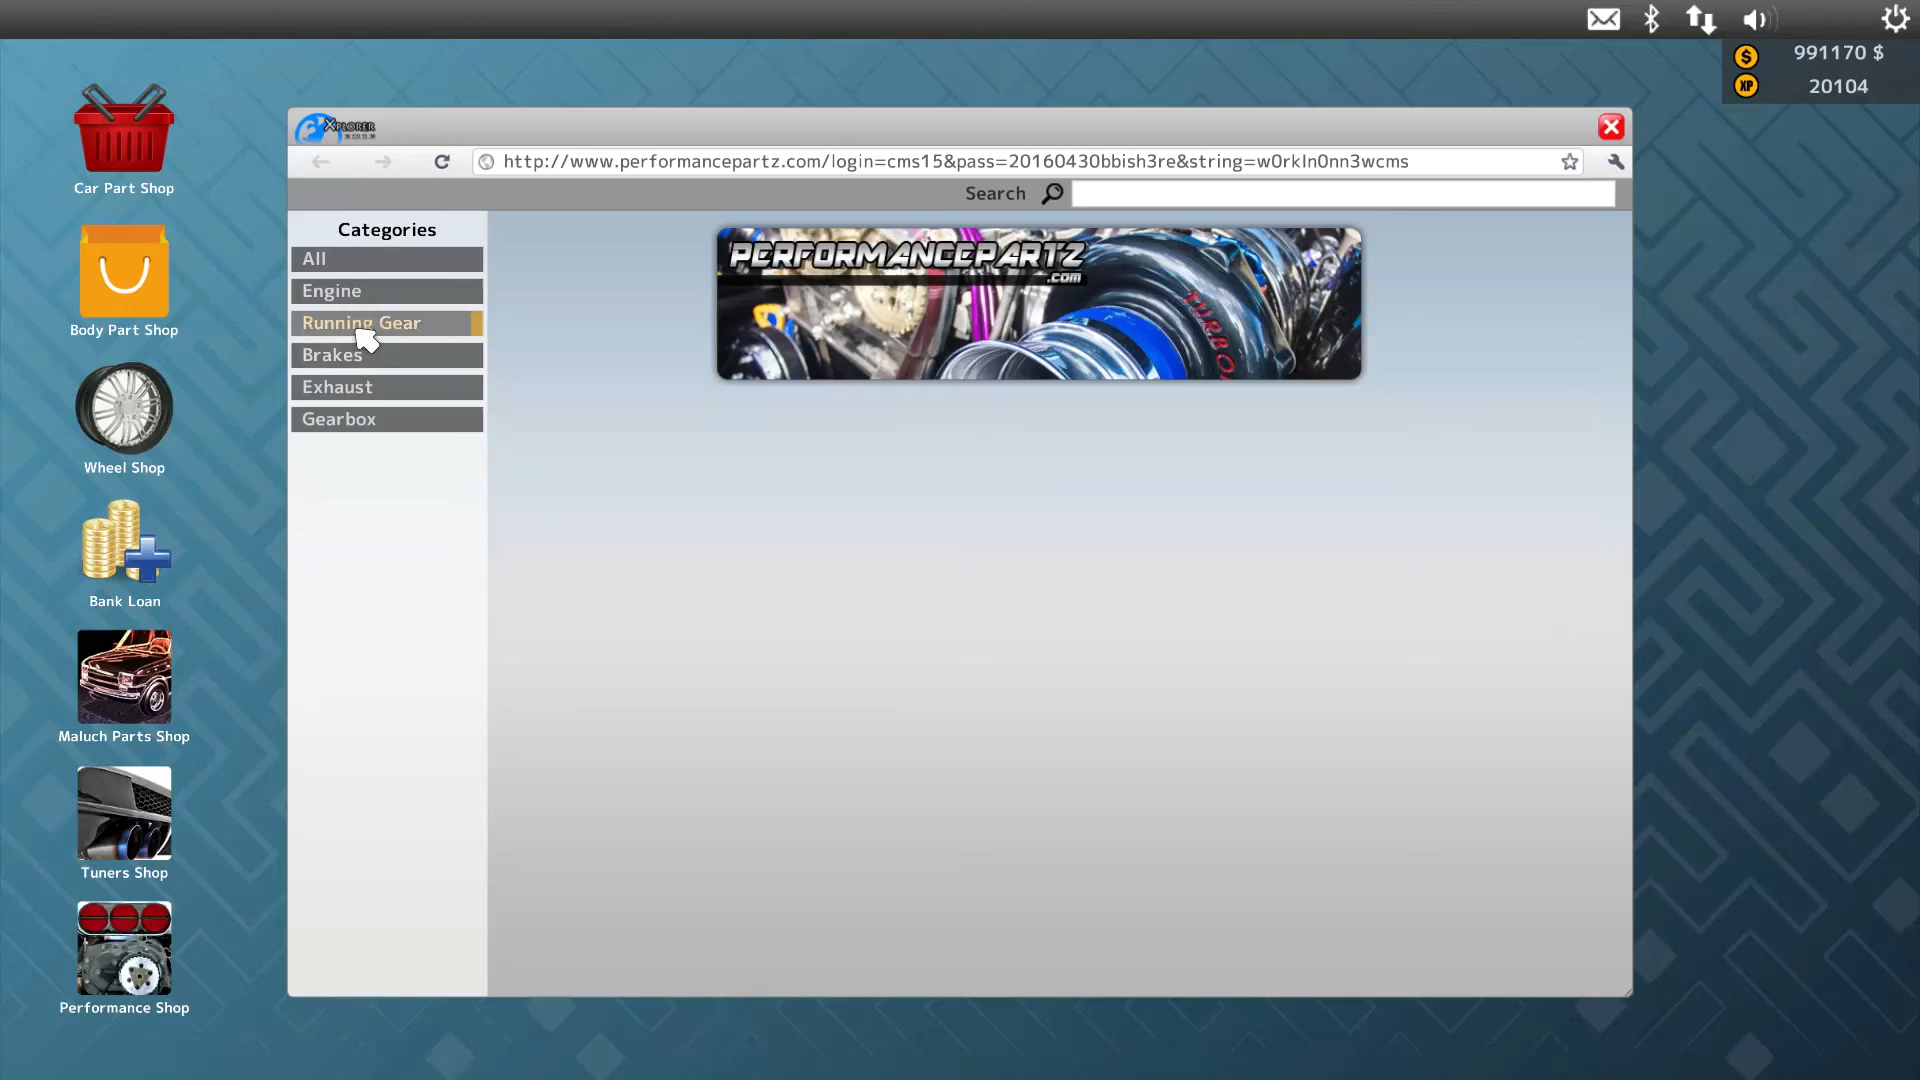 991170 $
XP 20104
Car Part Shop
Body Part Shop
Wheel Shop
Bank Loan
Maluch Parts Shop
Tuners Shop
Performance Shop
XPLORER
http://www.performancepartz.com/login=cms15&pass=20160430bbish3re&string=w0rkIn0nn3wcms
Search
Categories
All
Engine
Running Gear
Brakes
Exhaust
Gearbox
PERFORMANCEPARTZ
.COM
TURBO